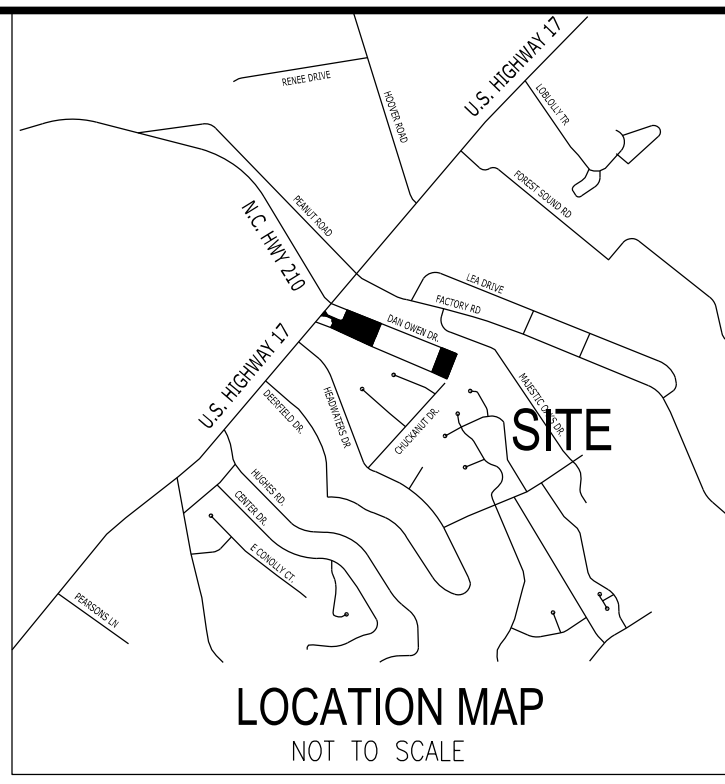 U.S. HIGHWAY 17
RENEE DRIVE
HOOVER ROAD
LOBLOLLY TR
FOREST SOUND RD
PEANUT ROAD
N.C. HWY 210
LEA DRIVE
FACTORY RD
DAN OWEN DR.
U.S. HIGHWAY 17
HEADWATERS DR.
DEERFIELD DR.
CHUCKANUT DR.
MAJESTIC OAKS DR.
SITE
HUGHES RD.
CENTER DR.
E CONOLLY CT.
PEARSONS LN
LOCATION MAP
NOT TO SCALE